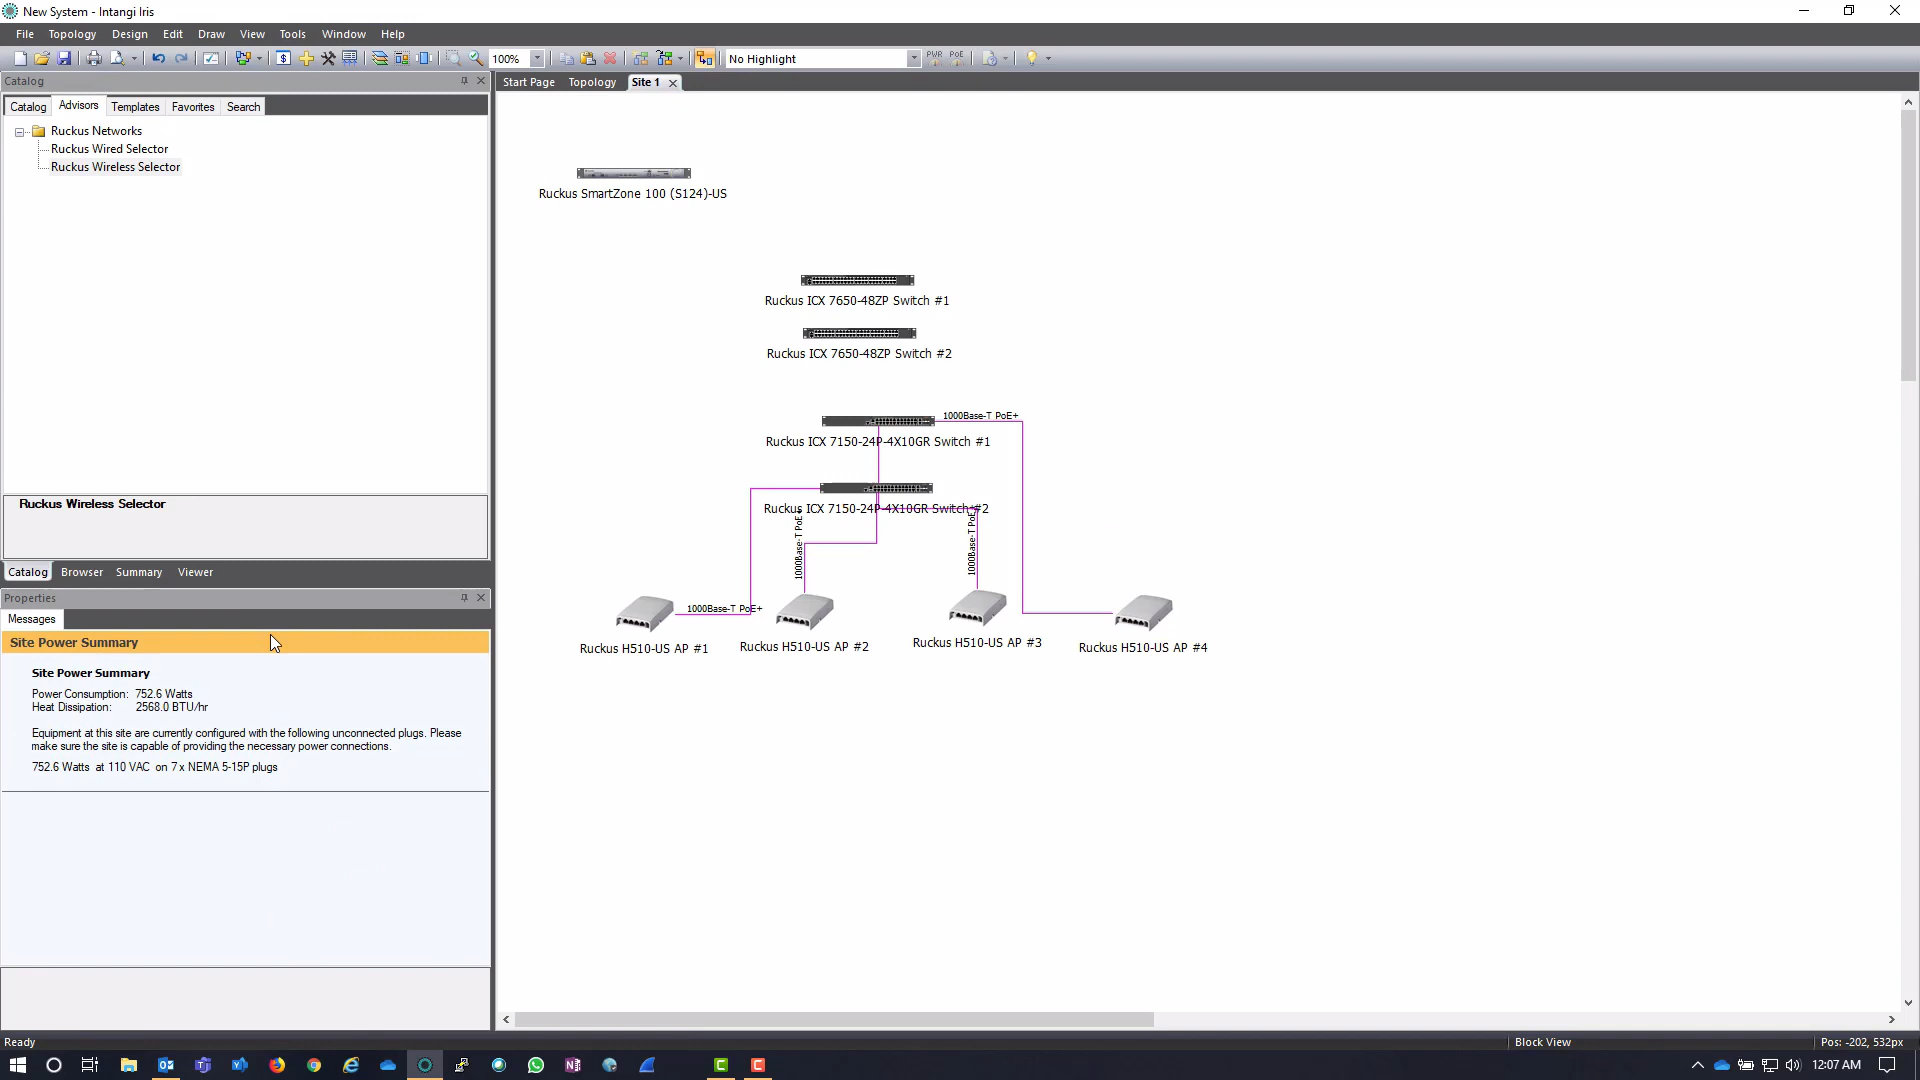 New System - Intangi Iris
File Topology Design Edit Draw View Tools Window Help
100% No Highlight PWR PoE
Catalog
Start Page Topology Site 1
Catalog Advisors Templates Favorites Search
Ruckus Networks
Ruckus Wired Selector
Ruckus Wireless Selector
Ruckus SmartZone 100 (S124)-US
Ruckus ICX 7650-48ZP Switch #1
Ruckus ICX 7650-48ZP Switch #2
1000Base-T PoE+
Ruckus ICX 7150-24P-4X10GR Switch #1
Ruckus ICX 7150-24P-4X10GR Switch #2
1000Base-T PoE+
1000Base-T PoE+
1000Base-T PoE+
Ruckus H510-US AP #1
Ruckus H510-US AP #2
Ruckus H510-US AP #3
Ruckus H510-US AP #4
Ruckus Wireless Selector
Catalog Browser Summary Viewer
Properties
Messages
Site Power Summary
Site Power Summary
Power Consumption: 752.6 Watts
Heat Dissipation: 2568.0 BTU/hr
Equipment at this site are currently configured with the following unconnected plugs. Please
make sure the site is capable of providing the necessary power connections.
752.6 Watts at 110 VAC on 7 x NEMA 5-15P plugs
Ready
Block View
Pos: -202, 532px
12:07 AM